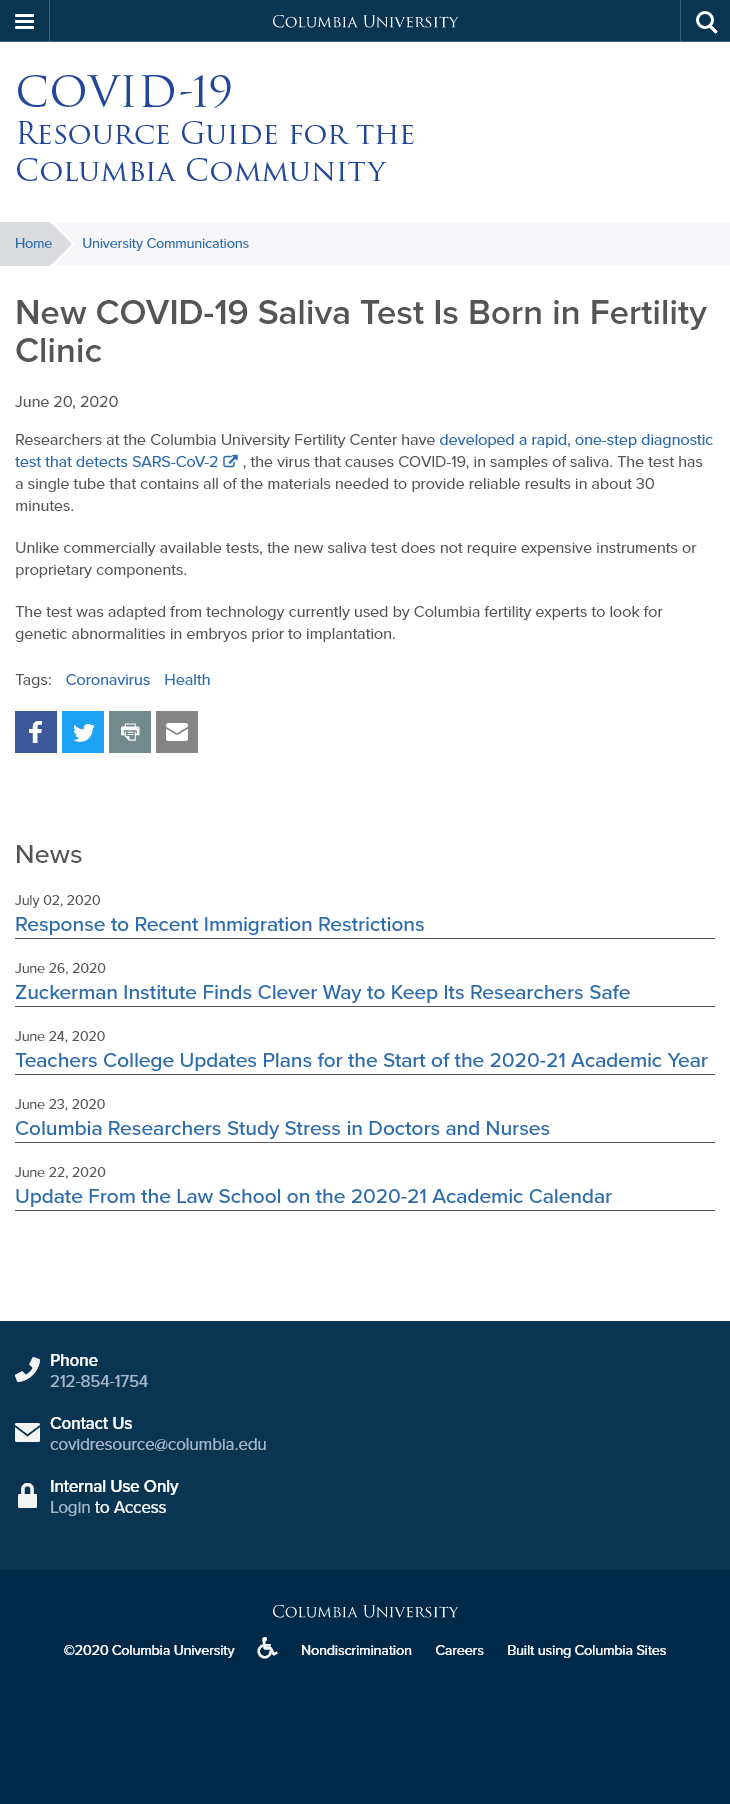 Columbia University
COVID-19
Resource Guide for the
Columbia Community
Home
University Communications
New COVID-19 Saliva Test Is Born in Fertility
Clinic
June 20, 2020
Researchers at the Columbia University Fertility Center have developed a rapid, one-step diagnostic
test that detects SARS-CoV-2 , the virus that causes COVID-19, in samples of saliva. The test has
a single tube that contains all of the materials needed to provide reliable results in about 30
minutes.
Unlike commercially available tests, the new saliva test does not require expensive instruments or
proprietary components.
The test was adapted from technology currently used by Columbia fertility experts to look for
genetic abnormalities in embryos prior to implantation.
Tags: Coronavirus Health
News
July 02, 2020
Response to Recent Immigration Restrictions
June 26, 2020
Zuckerman Institute Finds Clever Way to Keep Its Researchers Safe
June 24, 2020
Teachers College Updates Plans for the Start of the 2020-21 Academic Year
June 23, 2020
Columbia Researchers Study Stress in Doctors and Nurses
June 22, 2020
Update From the Law School on the 2020-21 Academic Calendar
Phone
212-854-1754
Contact Us
covidresource@columbia.edu
Internal Use Only
Login to Access
Columbia University
©2020 Columbia University Nondiscrimination Careers Built using Columbia Sites